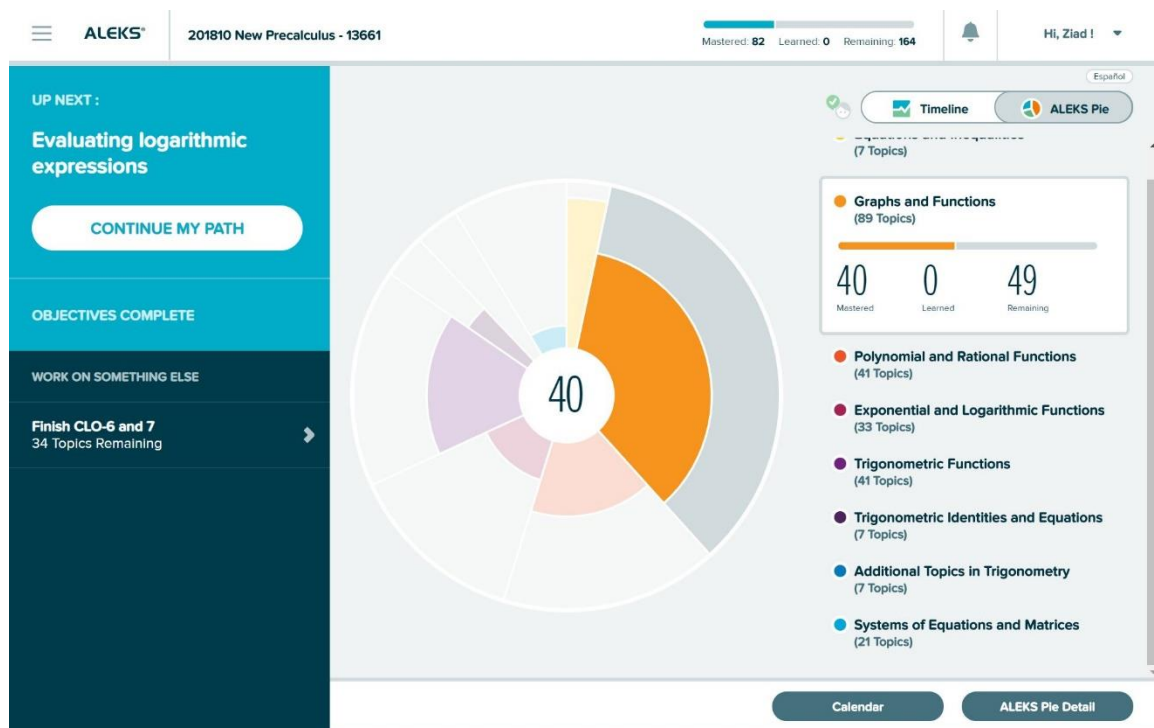 ALEKS®
201810 New Precalculus - 13661
Mastered: 82 Learned: 0 Remaining: 164
Hi, Ziad !
Español
UP NEXT :
Evaluating logarithmic
expressions
CONTINUE MY PATH
OBJECTIVES COMPLETE
WORK ON SOMETHING ELSE
Finish CLO-6 and 7
34 Topics Remaining
Timeline
ALEKS Pie
40
Equations and Inequalities
(7 Topics)
Graphs and Functions
(89 Topics)
40 0 49
Mastered Learned Remaining
Polynomial and Rational Functions
(41 Topics)
Exponential and Logarithmic Functions
(33 Topics)
Trigonometric Functions
(41 Topics)
Trigonometric Identities and Equations
(7 Topics)
Additional Topics in Trigonometry
(7 Topics)
Systems of Equations and Matrices
(21 Topics)
Calendar
ALEKS Pie Detail